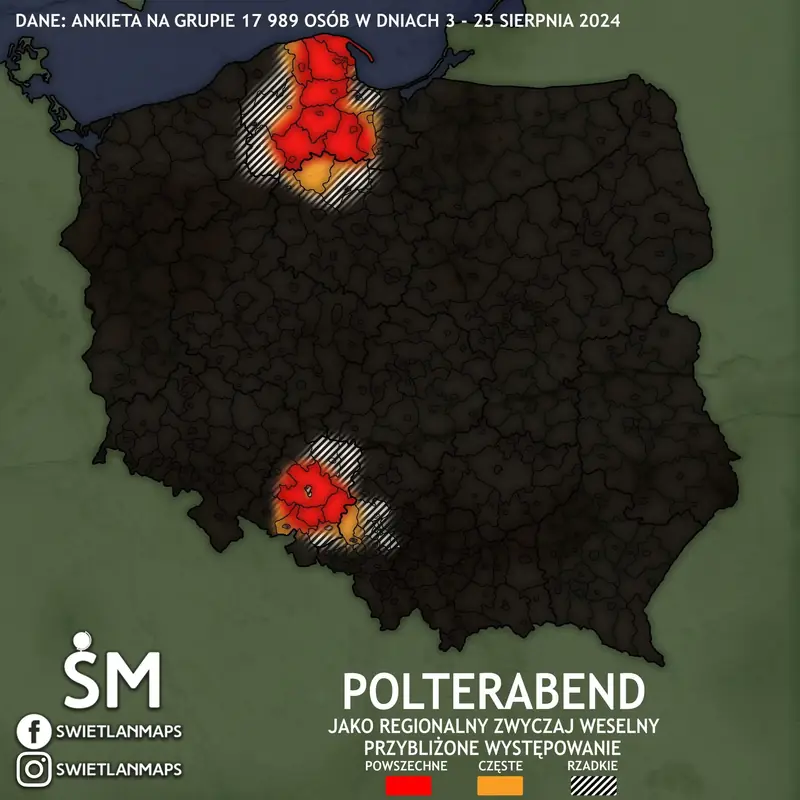 DANE: ANKIETA NA GRUPIE 17 989 OSÓB W DNIACH 3 - 25 SIERPNIA 2024
ŚM
SWIETLANMAPS
SWIETLANMAPS
POLTERABEND
JAKO REGIONALNY ZWYCZAJ WESELNY
PRZYBLIŻONE WYSTĘPOWANIE
POWSZECHNE CZĘSTE RZADKIE